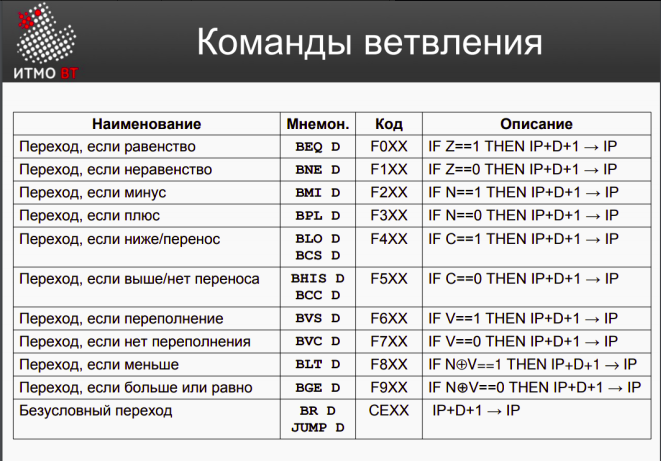 ИТМО ВТ
Команды ветвления
Наименование Мнемон. Код Описание
Переход, если равенство BEQ D F0XX IF Z==1 THEN IP+D+1 → IP
Переход, если неравенство BNE D F1XX IF Z==0 THEN IP+D+1 → IP
Переход, если минус BMI D F2XX IF N==1 THEN IP+D+1 → IP
Переход, если плюс BPL D F3XX IF N==0 THEN IP+D+1 → IP
Переход, если ниже/перенос BLO D F4XX IF C==1 THEN IP+D+1 → IP
BCS D
Переход, если выше/нет переноса BHIS D F5XX IF C==0 THEN IP+D+1 → IP
BCC D
Переход, если переполнение BVS D F6XX IF V==1 THEN IP+D+1 → IP
Переход, если нет переполнения BVC D F7XX IF V==0 THEN IP+D+1 → IP
Переход, если меньше BLT D F8XX IF N⊕V==1 THEN IP+D+1 → IP
Переход, если больше или равно BGE D F9XX IF N⊕V==0 THEN IP+D+1 → IP
Безусловный переход BR D CEXX IP+D+1 → IP
JUMP D